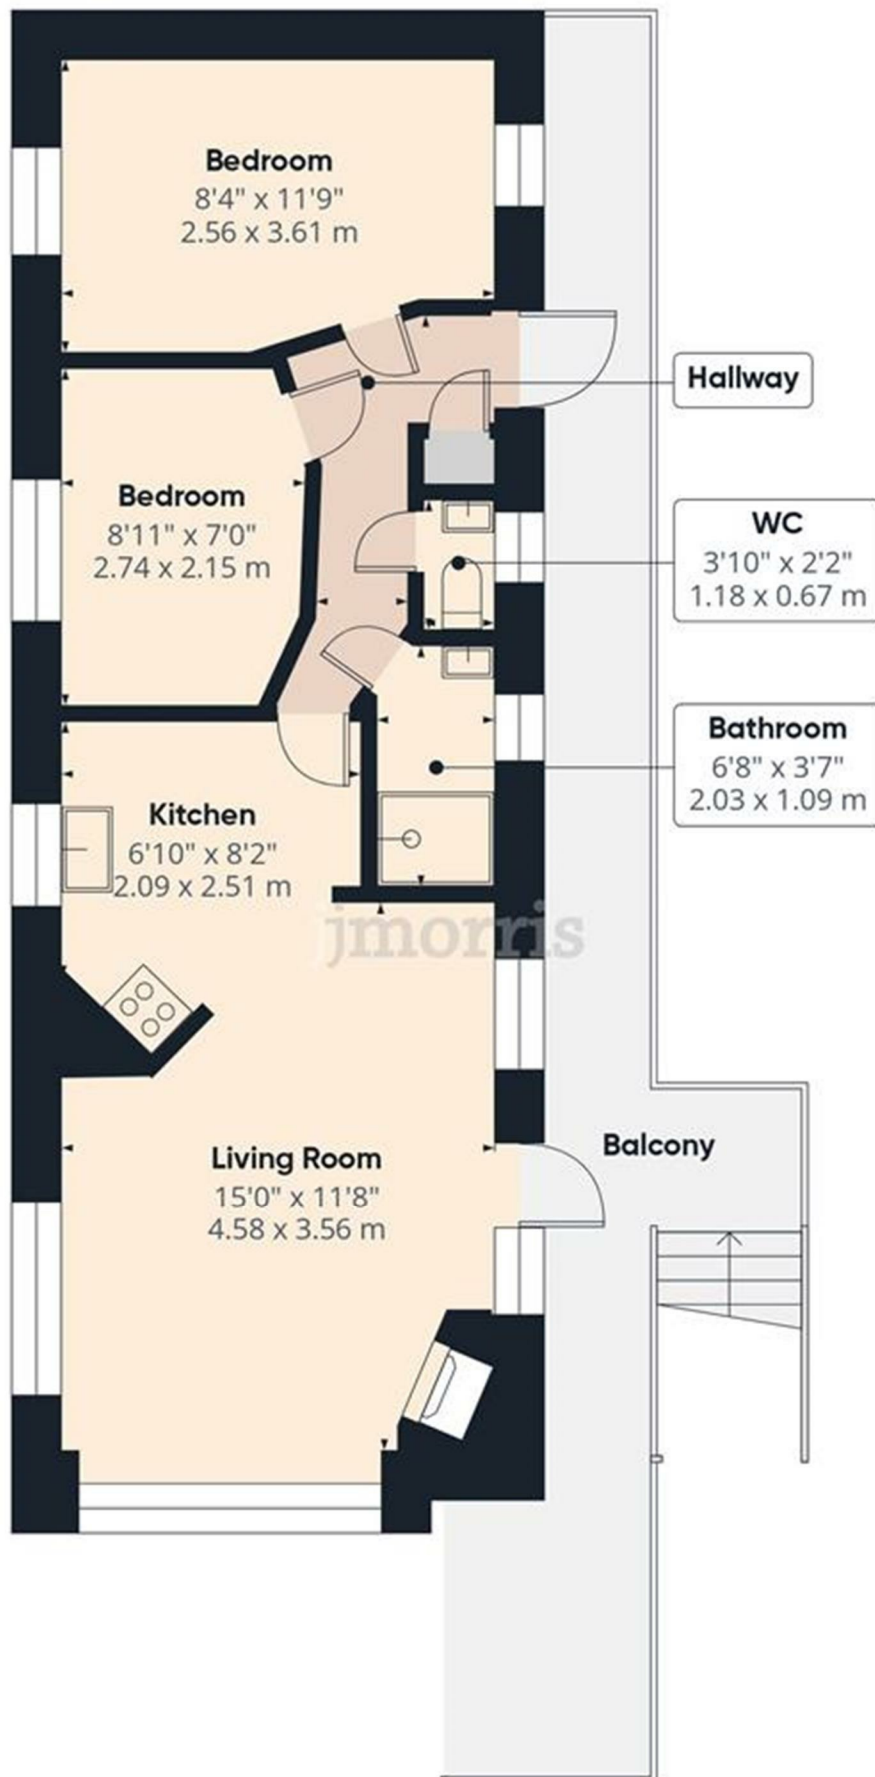 Bedroom
8'4" x 11'9"
2.56 x 3.61 m
Hallway
Bedroom
8'11" x 7'0"
2.74 x 2.15 m
WC
3'10" x 2'2"
1.18 x 0.67 m
Bathroom
6'8" x 3'7"
2.03 x 1.09 m
Kitchen
6'10" x 8'2"
2.09 x 2.51 m
jmorris
Balcony
Living Room
15'0" x 11'8"
4.58 x 3.56 m